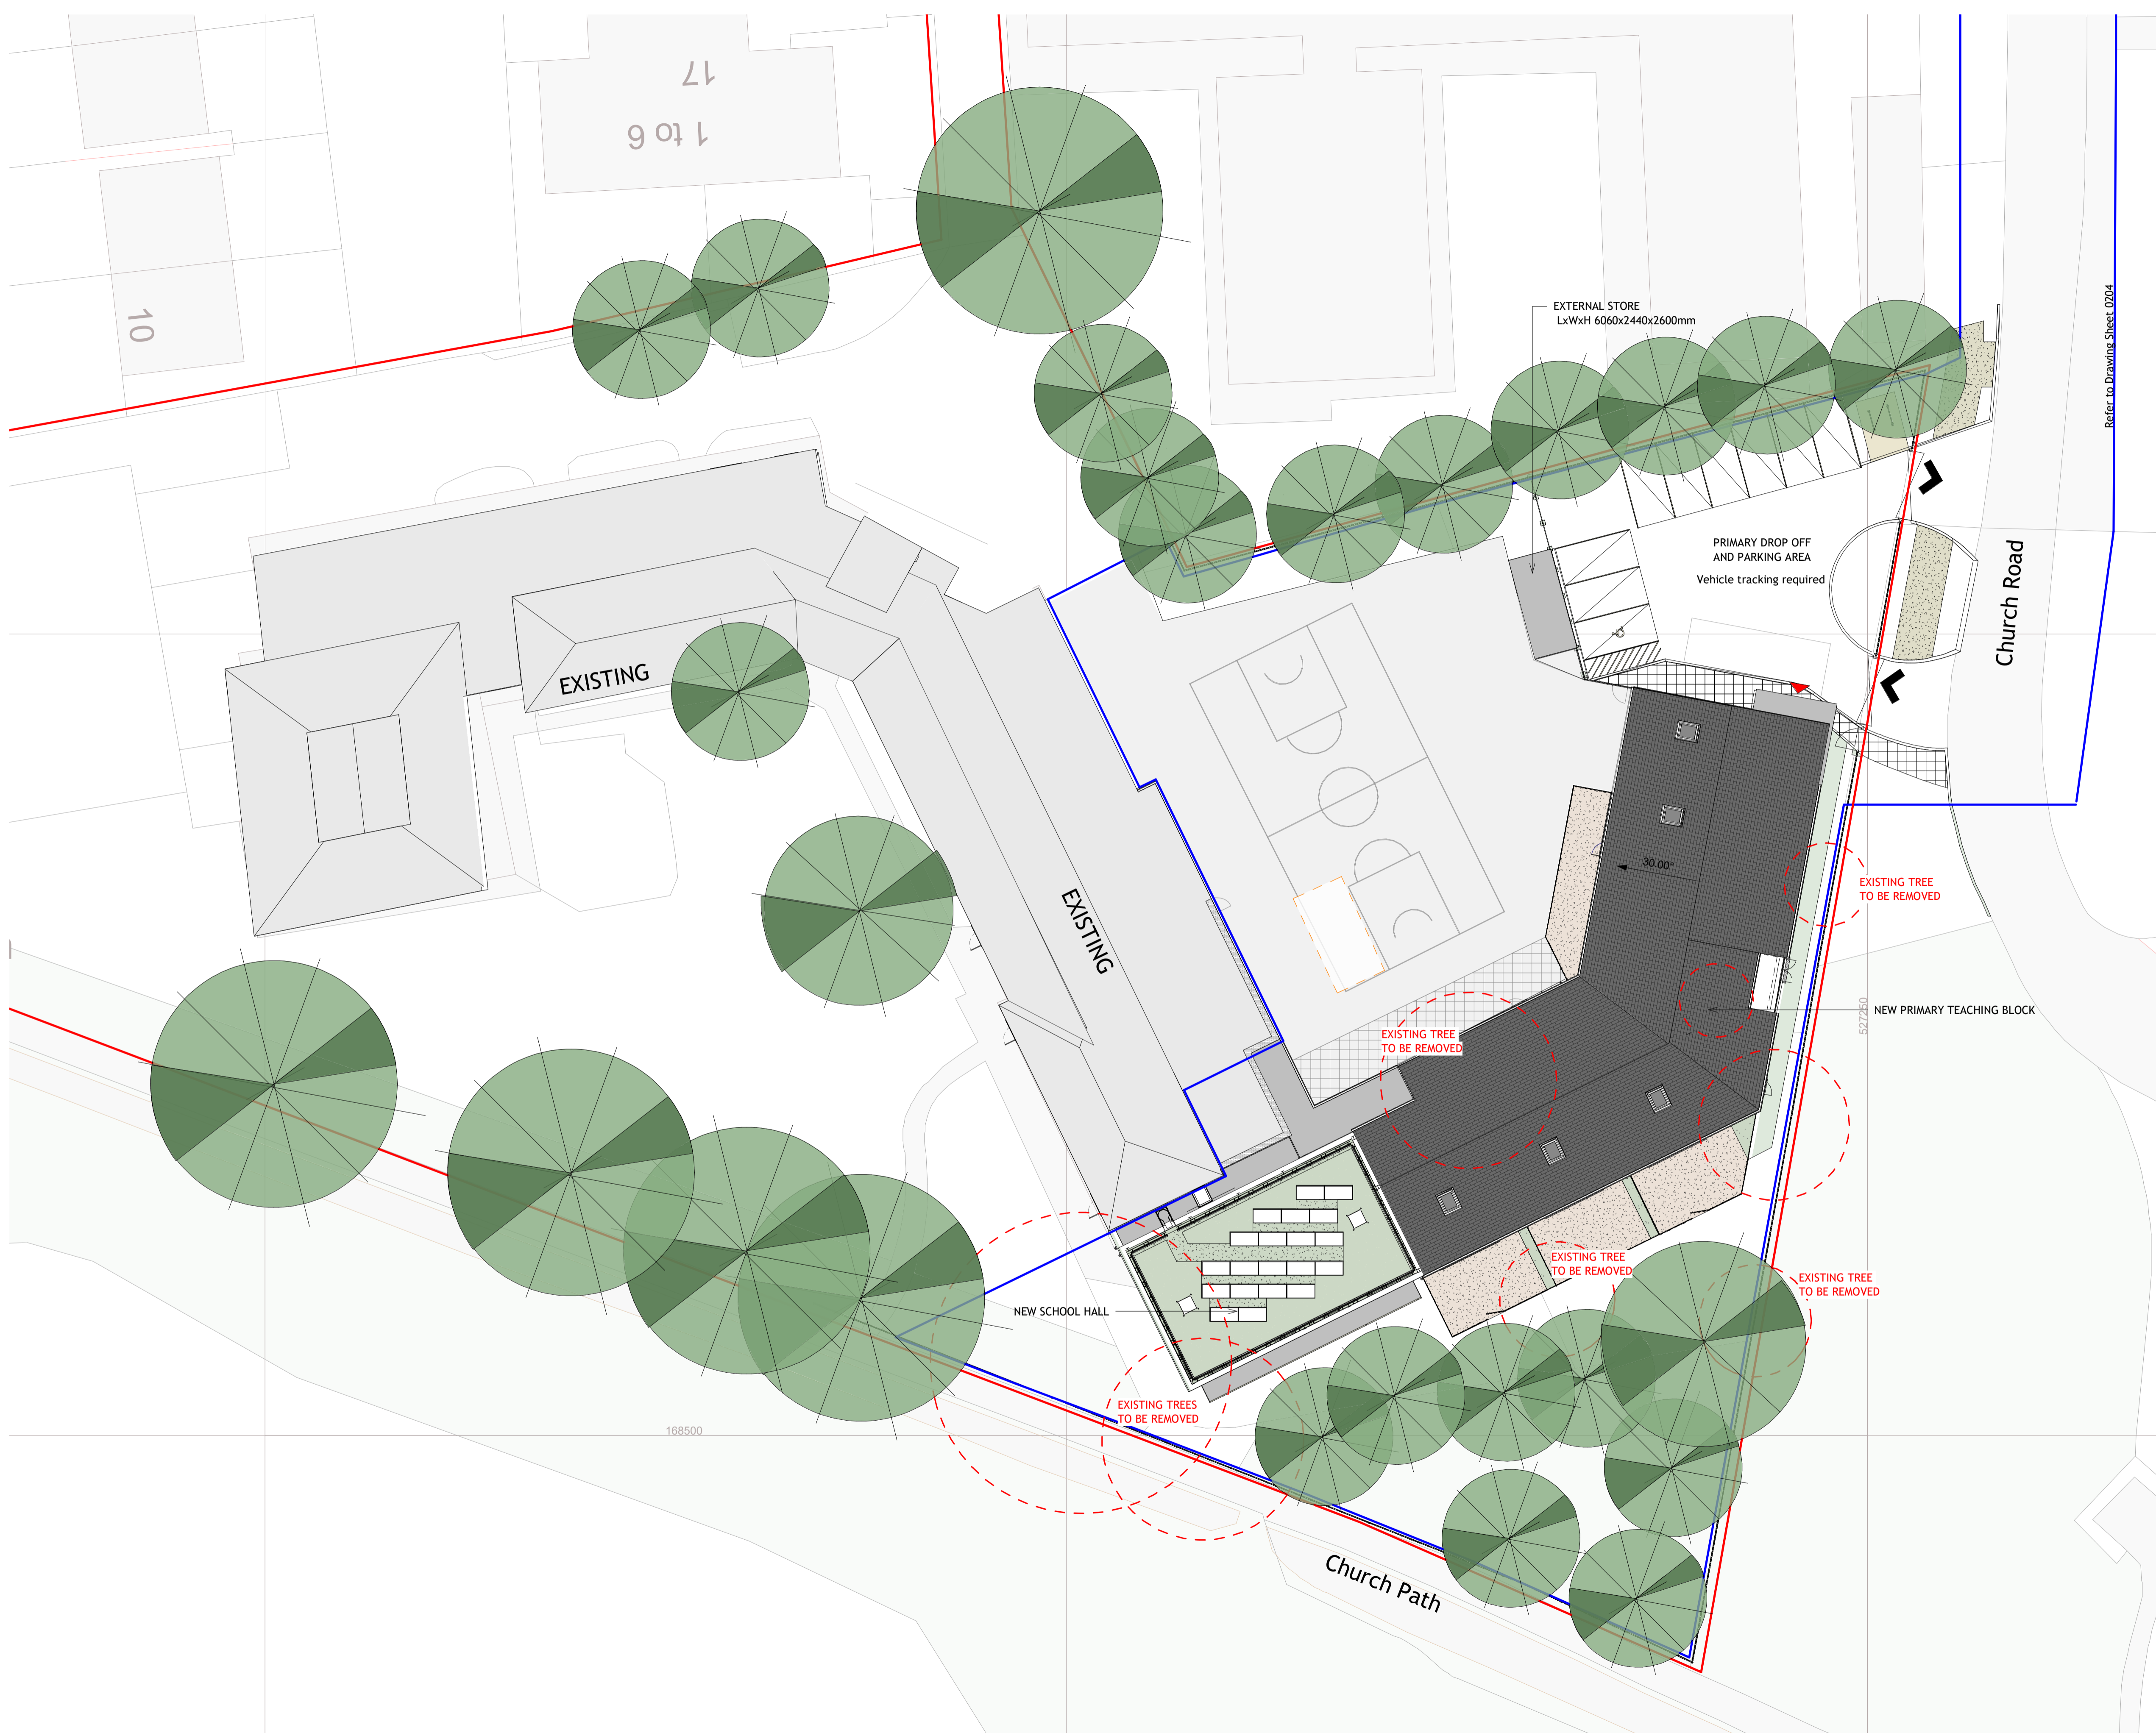 17
1 to 6
10
EXTERNAL STORE
LxWxH 6060x2440x2600mm
Refer to Drawing Sheet 0204
PRIMARY DROP OFF
AND PARKING AREA
Vehicle tracking required
Church Road
EXISTING
EXISTING
30.00°
EXISTING TREE
TO BE REMOVED
NEW PRIMARY TEACHING BLOCK
527250
EXISTING TREE
TO BE REMOVED
EXISTING TREE
TO BE REMOVED
EXISTING TREE
TO BE REMOVED
NEW SCHOOL HALL
EXISTING TREES
TO BE REMOVED
168500
Church Path